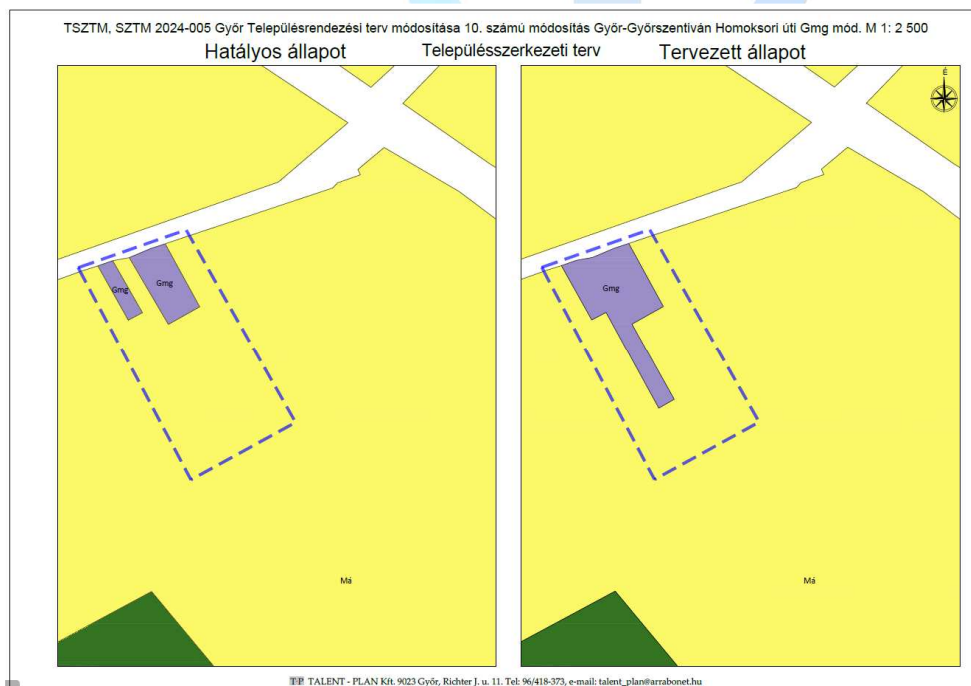 TSZTM, SZTM 2024-005 Győr Településrendezési terv módosítása 10. számú módosítás Győr-Győrszentiván Homoksori úti Gmg mód. M 1: 2 500
Hatályos állapot Településszerkezeti terv Tervezett állapot
É
Gmg
Gmg
Gmg
Má
Má
TP TALENT - PLAN Kft. 9023 Győr, Richter J. u. 11. Tel: 96/418-373, e-mail: talent_plan@arrabonet.hu